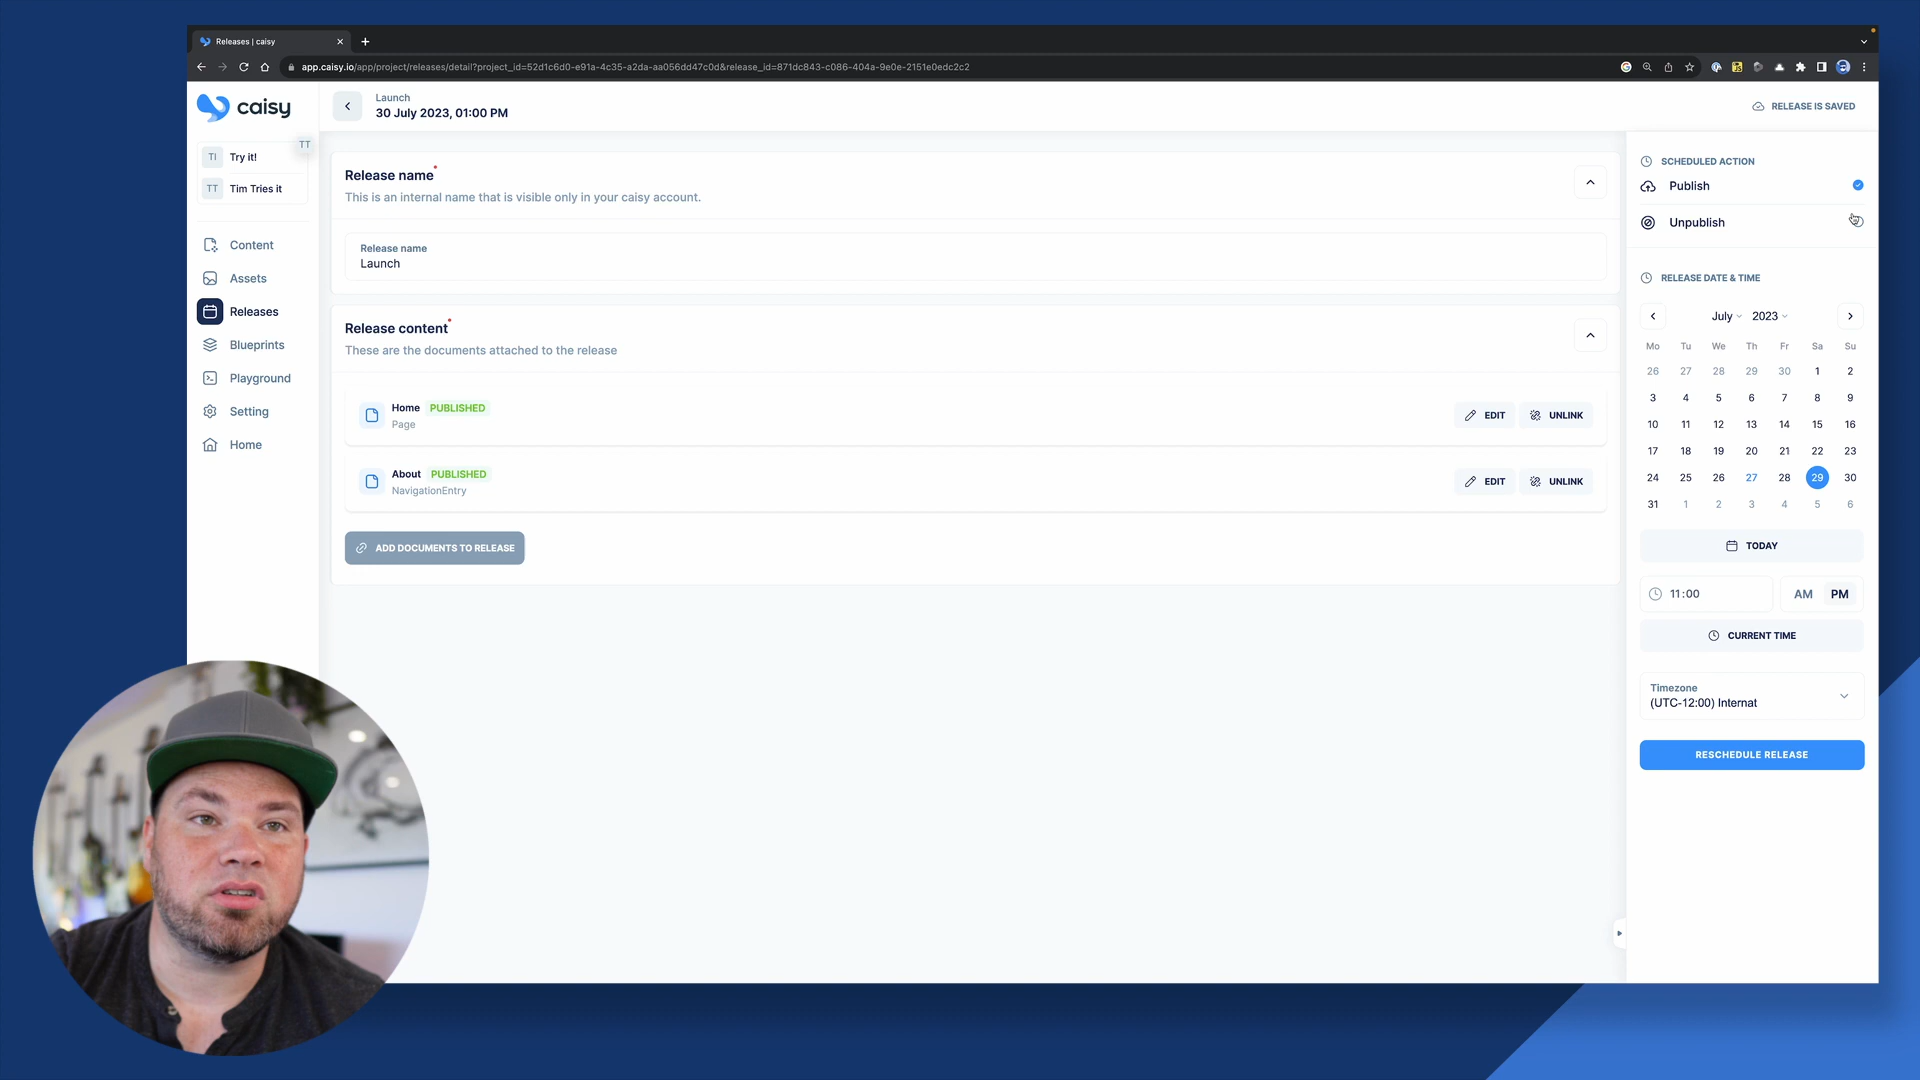 Releases | caisy
app.caisy.io/app/project/releases/detail?project_id=52d1c6d0-e91a-4c35-a2da-aa056dd47c0d&release_id=871dc843-c086-404a-9e0e-2151e0edc2c2
caisy
Launch
30 July 2023, 01:00 PM
RELEASE IS SAVED
TT
TI Try it!
TT Tim Tries it
Content
Assets
Releases
Blueprints
Playground
Setting
Home
Release name*
This is an internal name that is visible only in your caisy account.
Release name
Launch
Release content*
These are the documents attached to the release
Home PUBLISHED
Page
EDIT UNLINK
About PUBLISHED
NavigationEntry
EDIT UNLINK
ADD DOCUMENTS TO RELEASE
SCHEDULED ACTION
Publish
Unpublish
RELEASE DATE & TIME
July 2023
Mo Tu We Th Fr Sa Su
26 27 28 29 30 1 2
3 4 5 6 7 8 9
10 11 12 13 14 15 16
17 18 19 20 21 22 23
24 25 26 27 28 29 30
31 1 2 3 4 5 6
TODAY
11:00 AM PM
CURRENT TIME
Timezone
(UTC-12:00) Internat
RESCHEDULE RELEASE